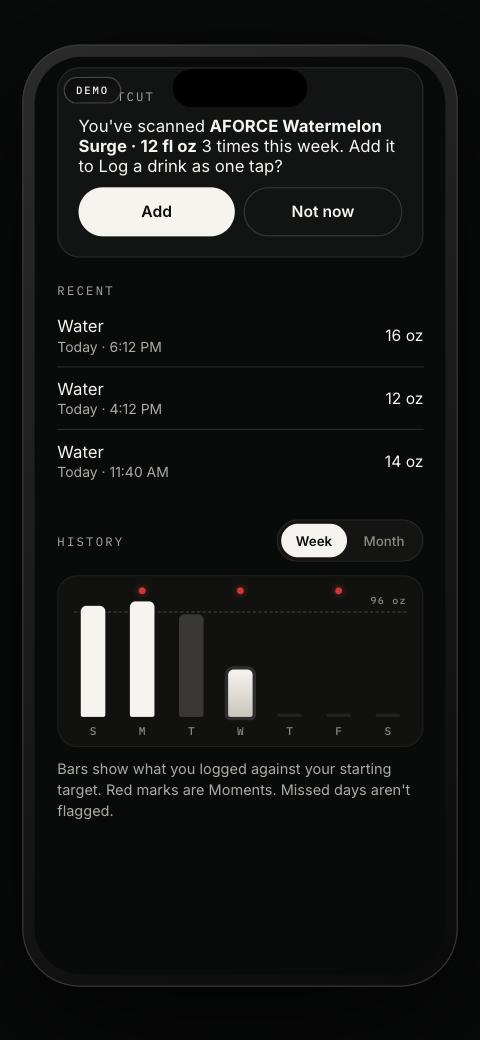 DEMO
TCUT
You've scanned AFORCE Watermelon
Surge · 12 fl oz 3 times this week. Add it
to Log a drink as one tap?
Add
Not now
RECENT
Water
16 oz
Today · 6:12 PM
Water
12 oz
Today · 4:12 PM
Water
14 oz
Today · 11:40 AM
HISTORY
Week
Month
96 oz
S M T W T F S
Bars show what you logged against your starting
target. Red marks are Moments. Missed days aren't
flagged.